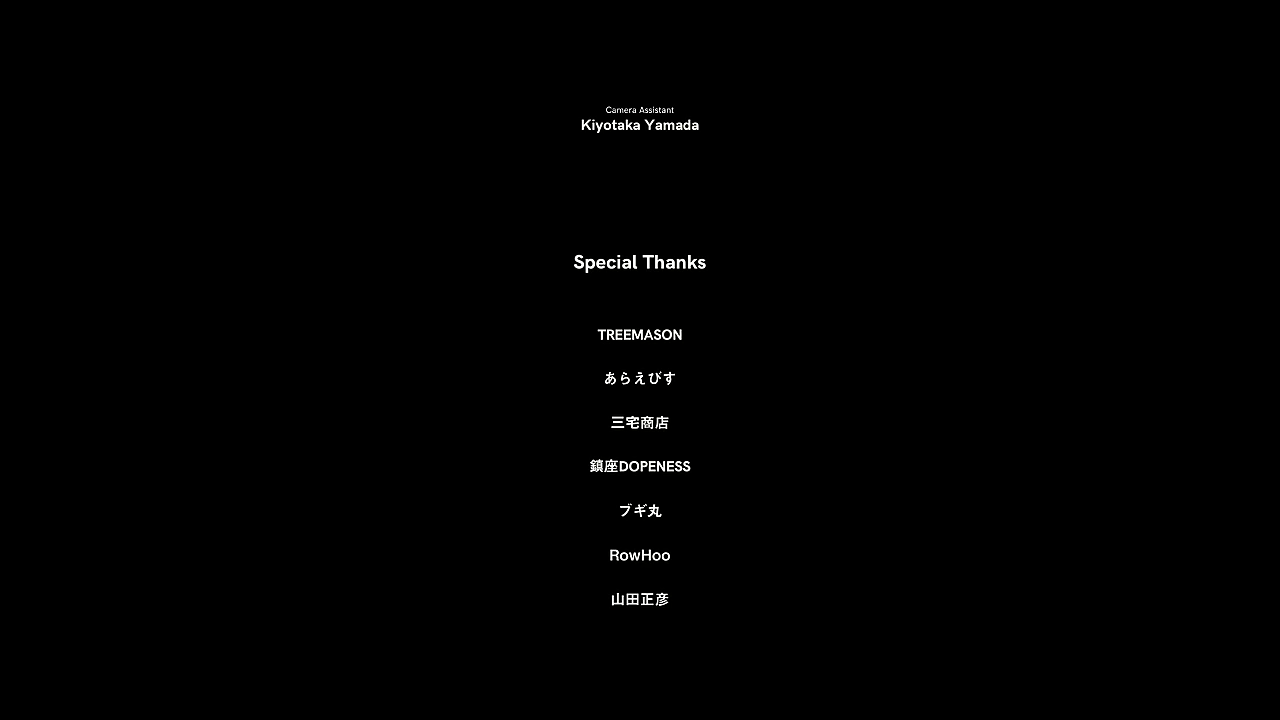 Camera Assistant
Kiyotaka Yamada
Special Thanks
TREEMASON
あらえびす
三宅商店
鎮座DOPENESS
ブギ丸
RowHoo
山田正彦